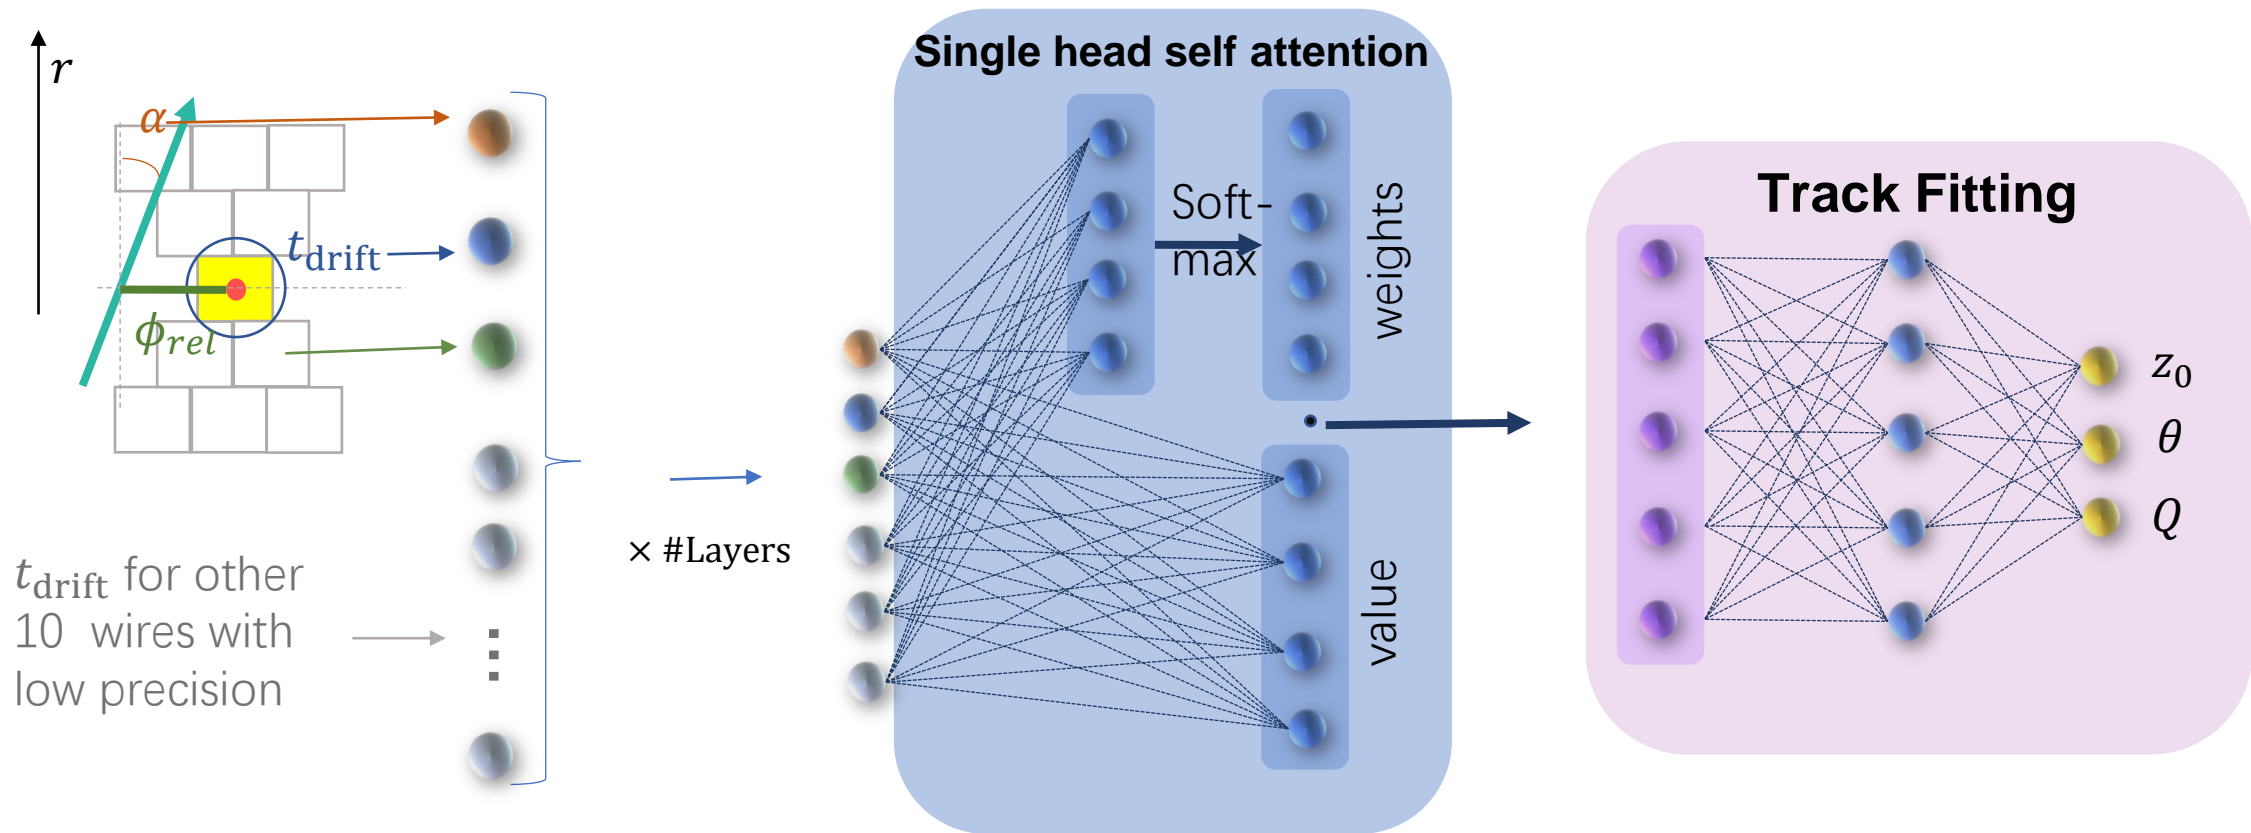 r
α
t_drift
ϕ_rel
t_drift for other
10 wires with
low precision
× #Layers
Single head self attention
Soft-
max
weights
value
Track Fitting
z_0
θ
Q